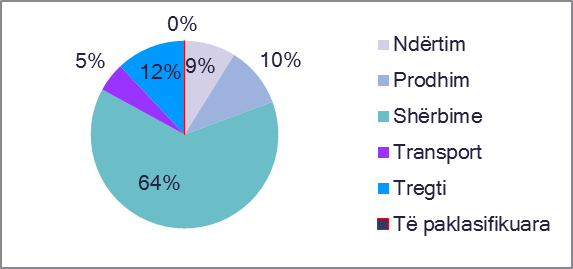 0%
9%
10%
64%
5%
12%
Ndërtim
Prodhim
Shërbime
Transport
Tregti
Të paklasifikuara